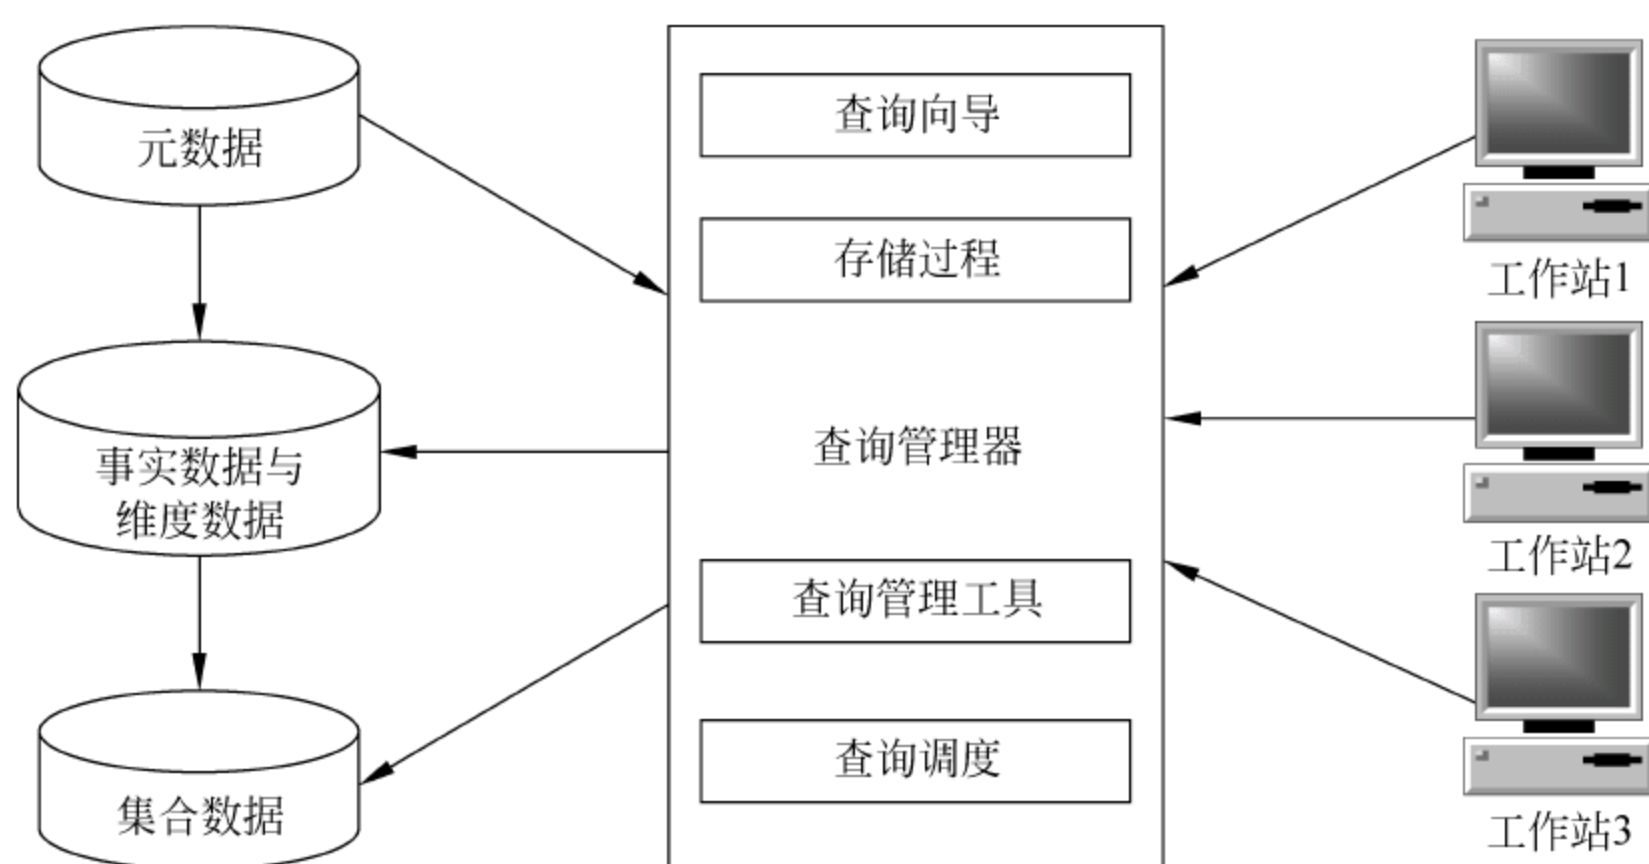 元数据
事实数据与
维度数据
集合数据
查询向导
存储过程
查询管理器
查询管理工具
查询调度
工作站1
工作站2
工作站3